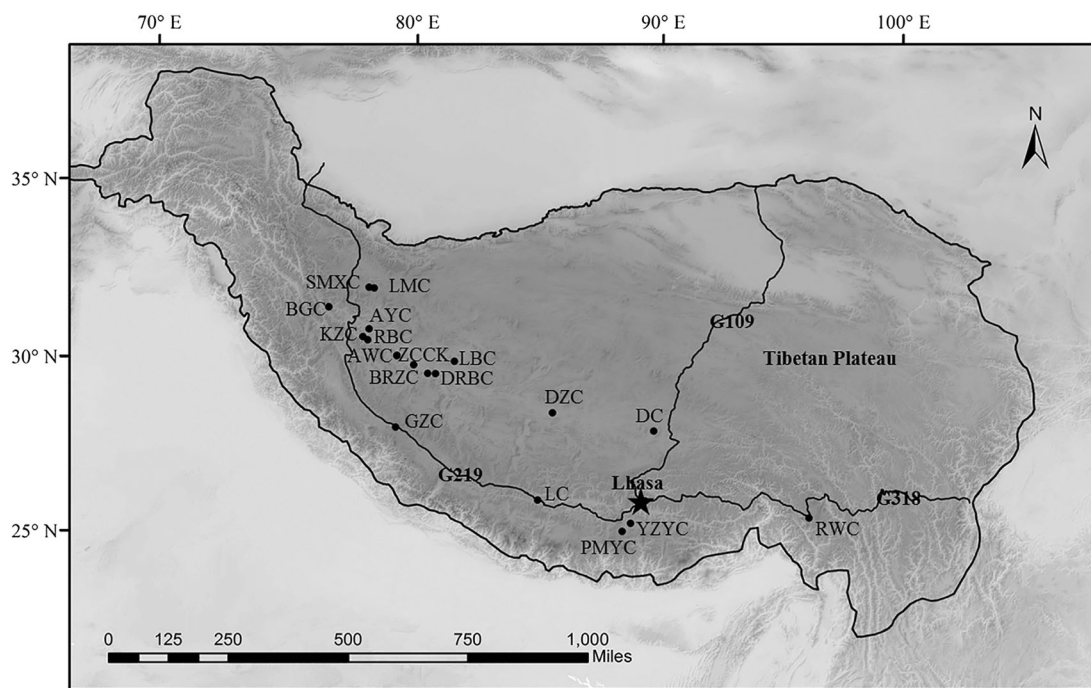 70° E
80° E
90° E
100° E
N
35° N
SMXC
LMC
BGC
AYC
KZC
RBC
G109
30° N
AWC
ZCCK
LBC
Tibetan Plateau
BRZC
DRBC
DZC
DC
GZC
G219
Lhasa
LC
G318
25° N
YZYC
RWC
PMYC
0 125 250 500 750 1,000
Miles